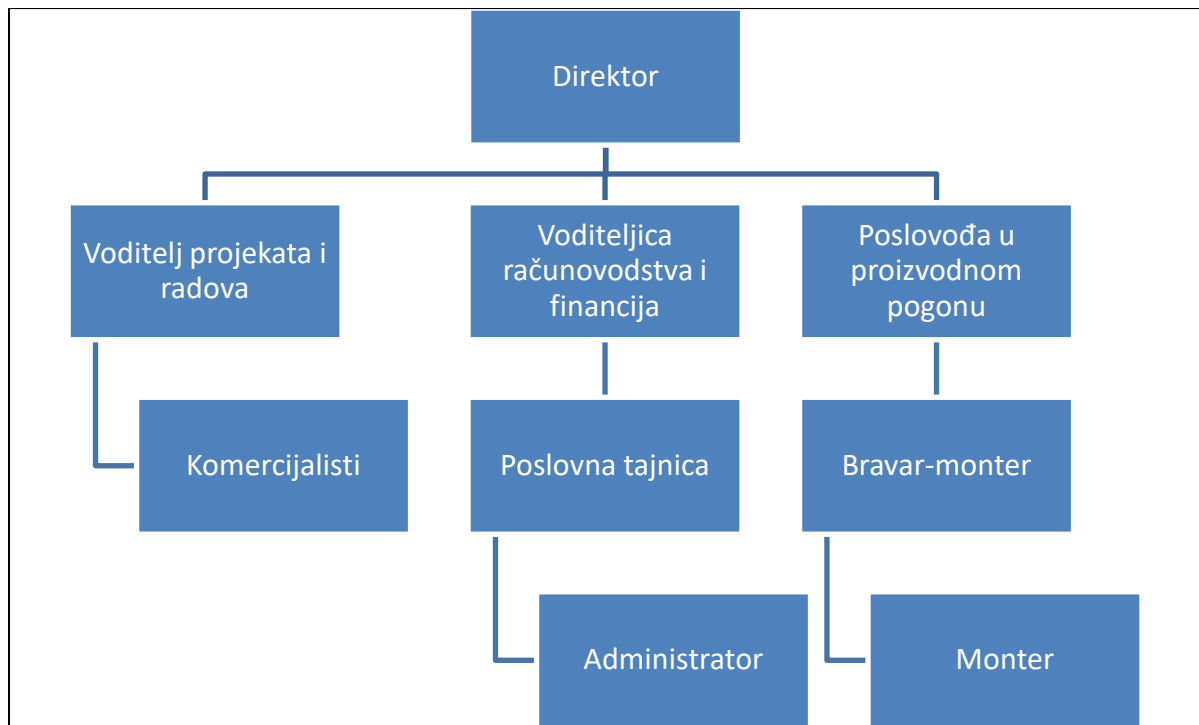 Direktor
Voditelj projekata i
radova
Voditeljica
računovodstva i
financija
Poslovođa u
proizvodnom
pogonu
Komercijalisti
Poslovna tajnica
Bravar-monter
Administrator
Monter